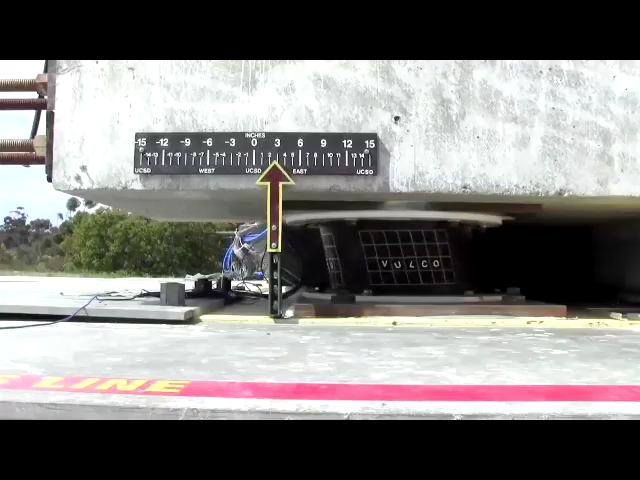 INCHES
-15 -12 -9 -6 -3 0 3 6 9 12 15
UCSD WEST UCSD EAST UCSD
VULCO
S LINE